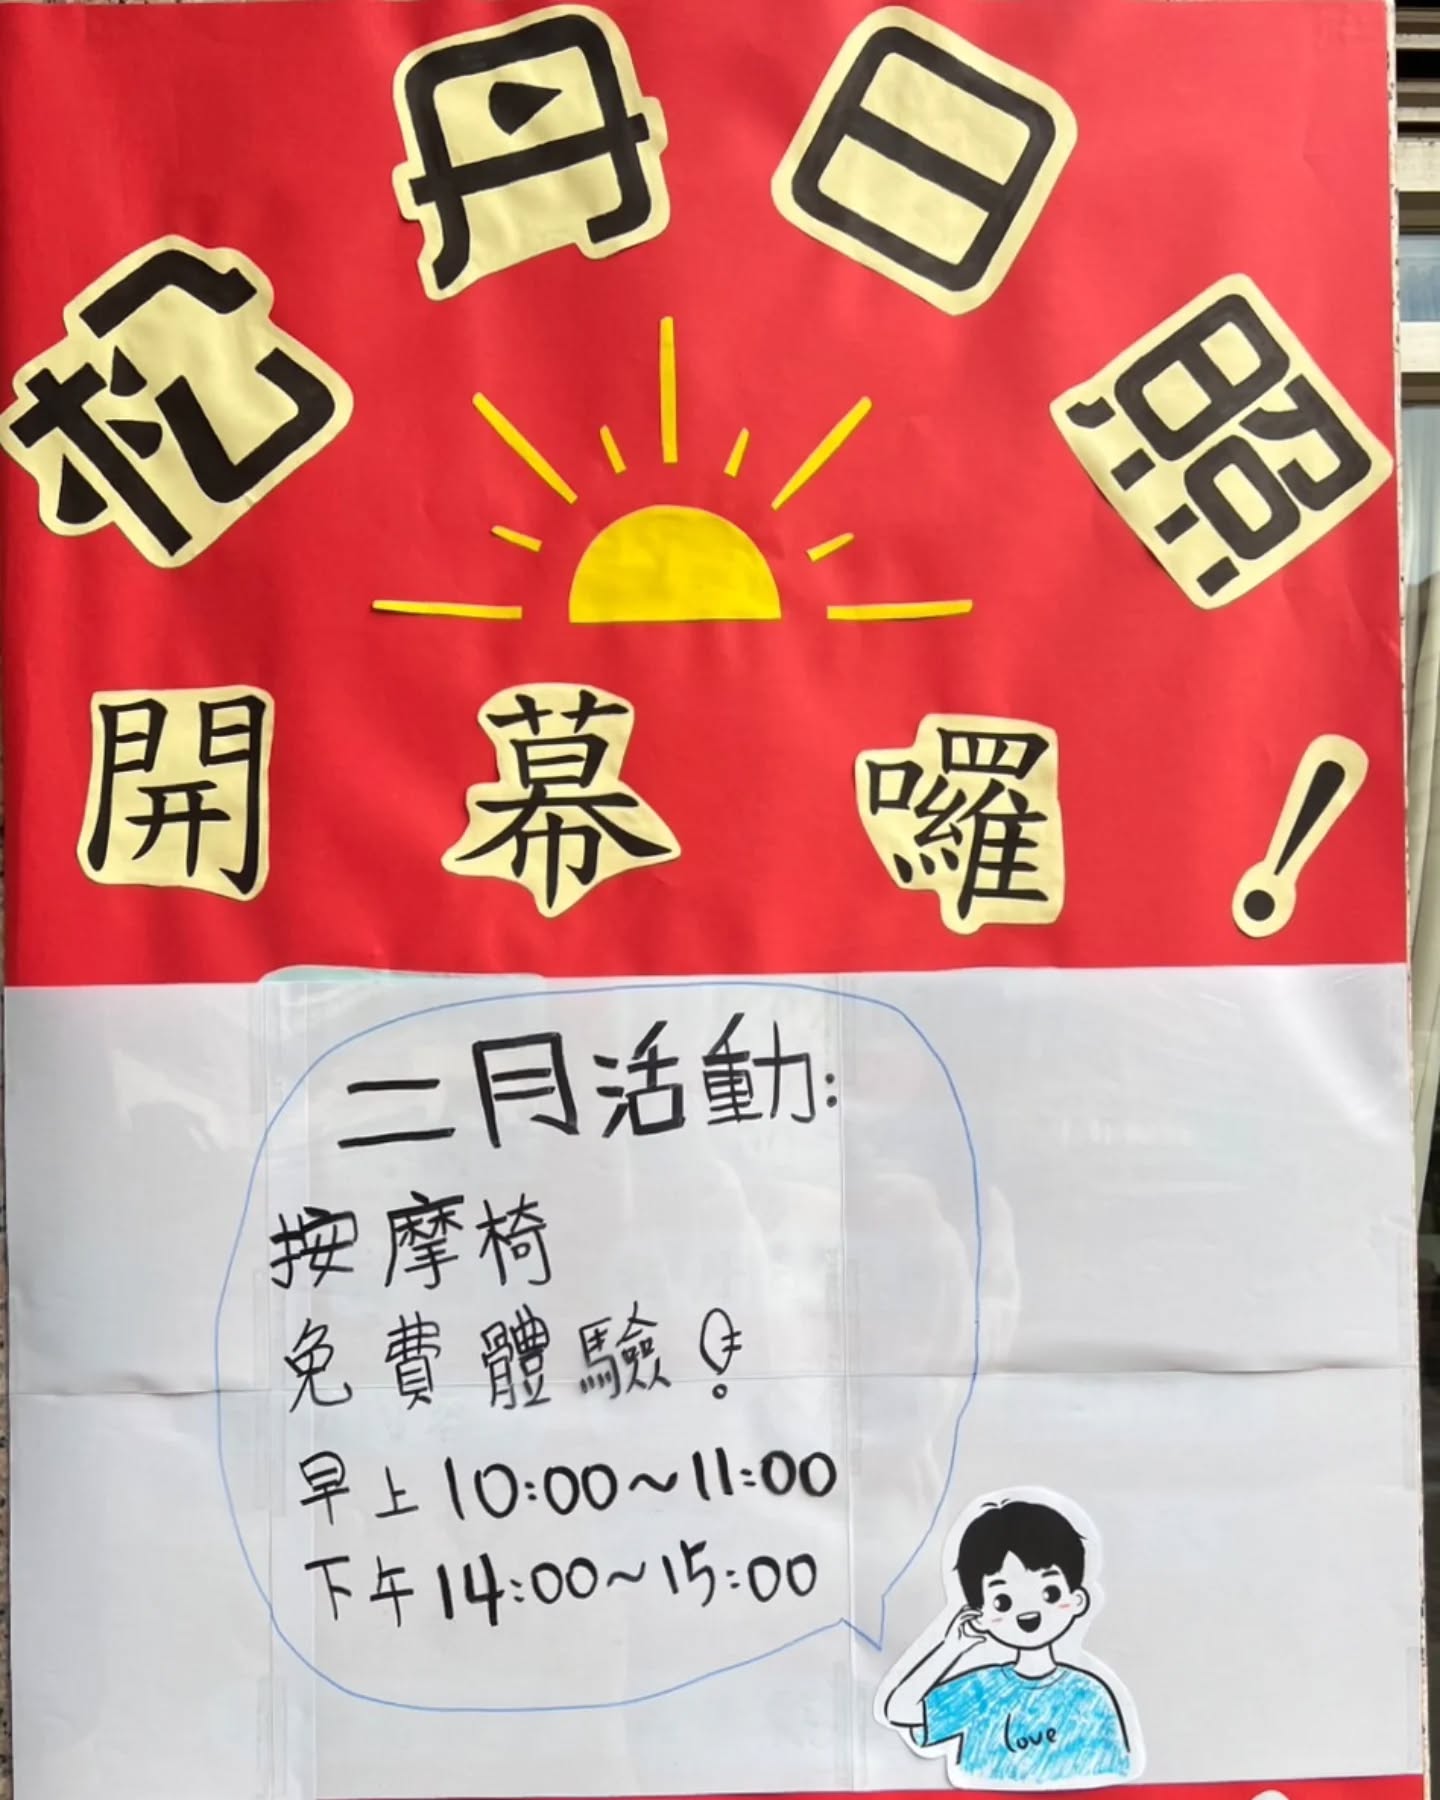 松丹日照
開幕囉！
二月活動:
按摩椅
免費體驗！
早上10:00~11:00
下午14:00~15:00
love